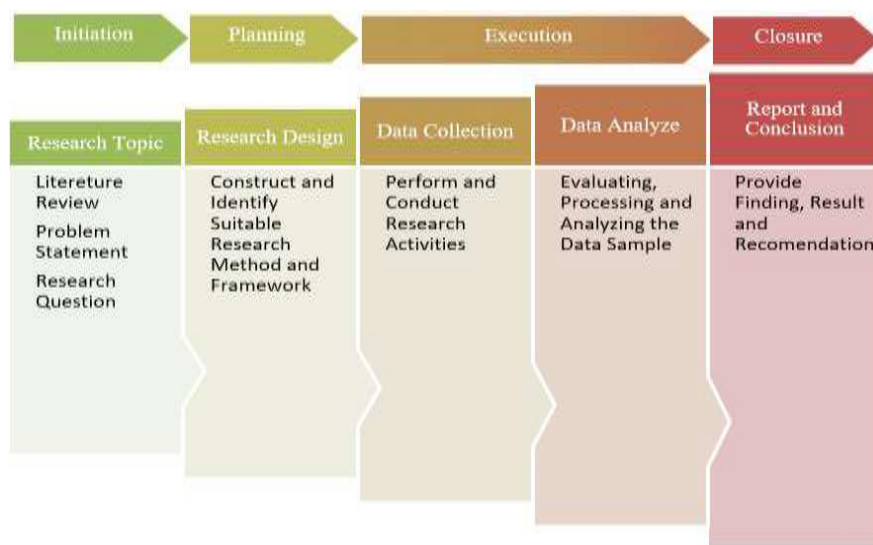 Initiation
Planning
Execution
Closure
Research Topic
Litereture
Review
Problem
Statement
Research
Question
Research Design
Construct and
Identify
Suitable
Research
Method and
Framework
Data Collection
Perform and
Conduct
Research
Activities
Data Analyze
Evaluating,
Processing and
Analyzing the
Data Sample
Report and
Conclusion
Provide
Finding, Result
and
Recomendation